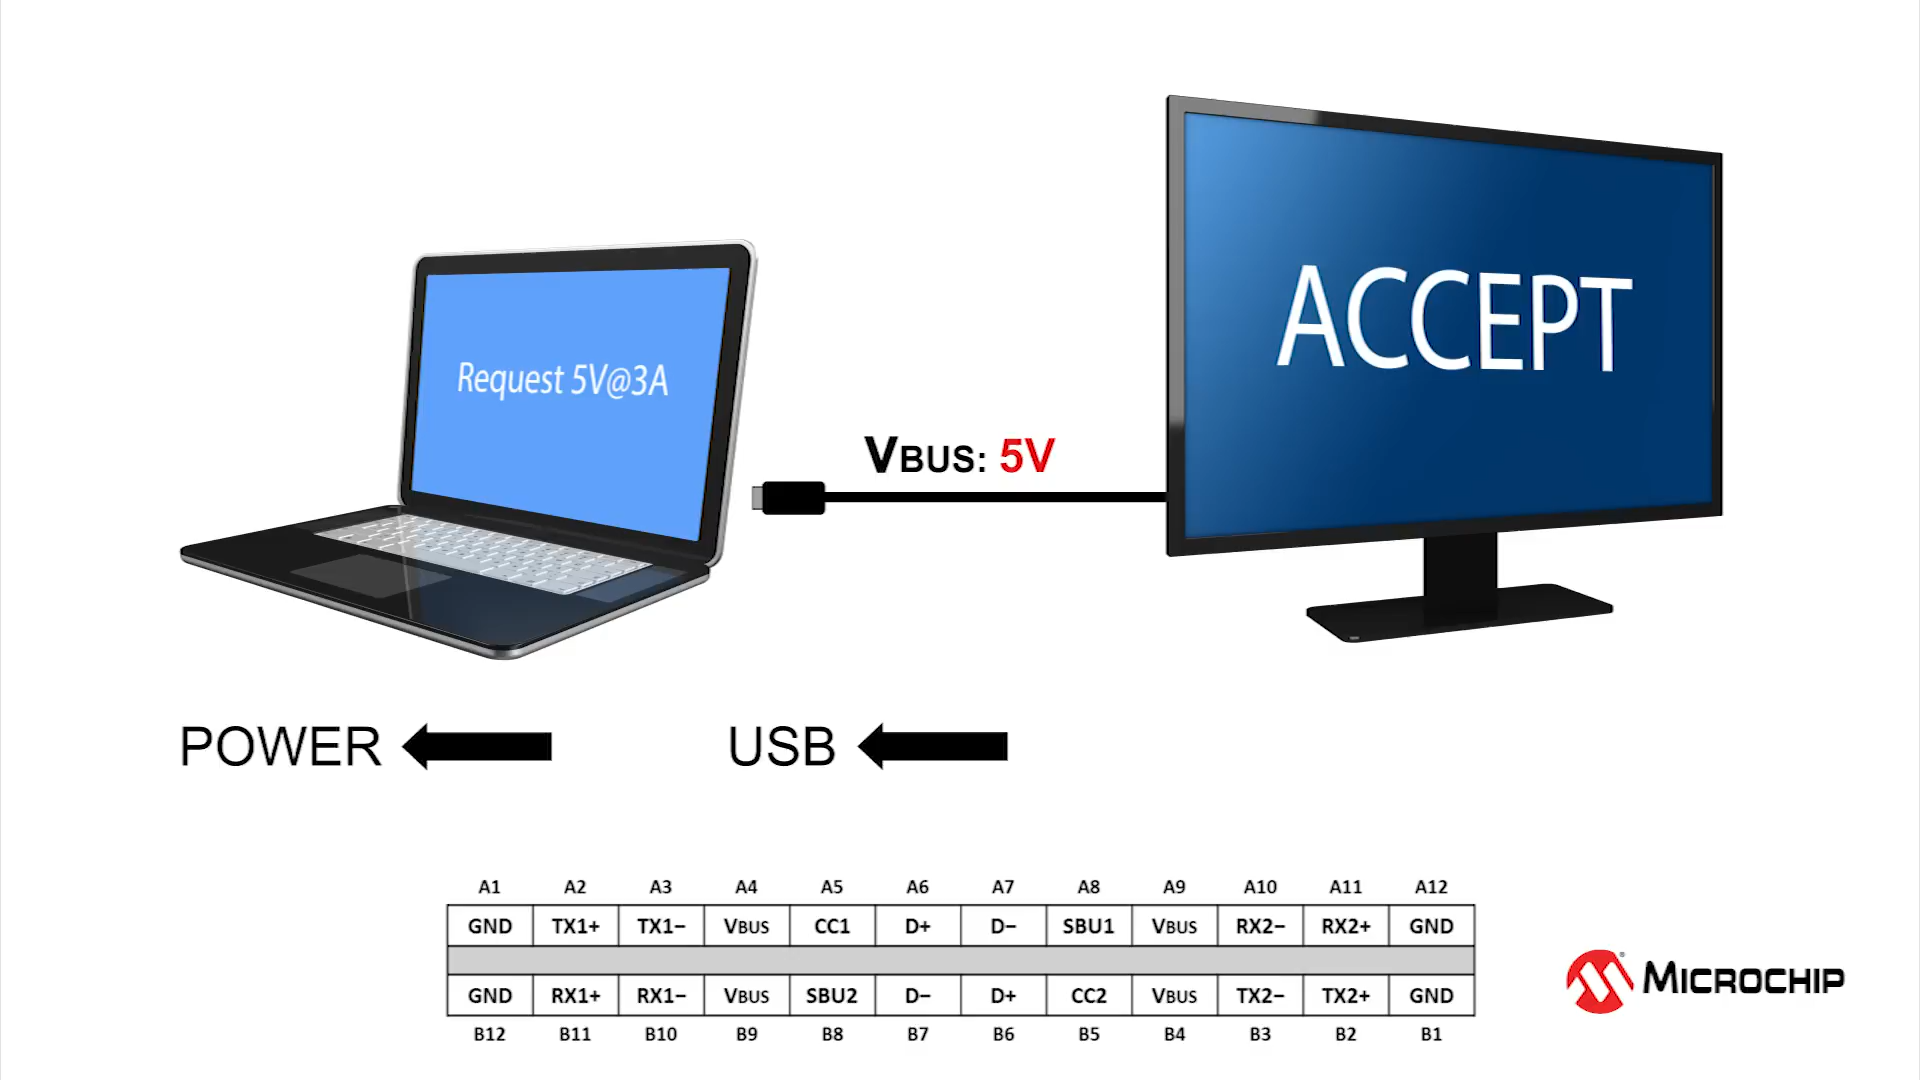 ACCEPT
Request 5V@3A
VBUS: 5V
POWER
USB
A1 A2 A3 A4 A5 A6 A7 A8 A9 A10 A11 A12
GND TX1+ TX1− VBUS CC1 D+ D− SBU1 VBUS RX2− RX2+ GND
GND RX1+ RX1− VBUS SBU2 D− D+ CC2 VBUS TX2− TX2+ GND
B12 B11 B10 B9 B8 B7 B6 B5 B4 B3 B2 B1
MICROCHIP